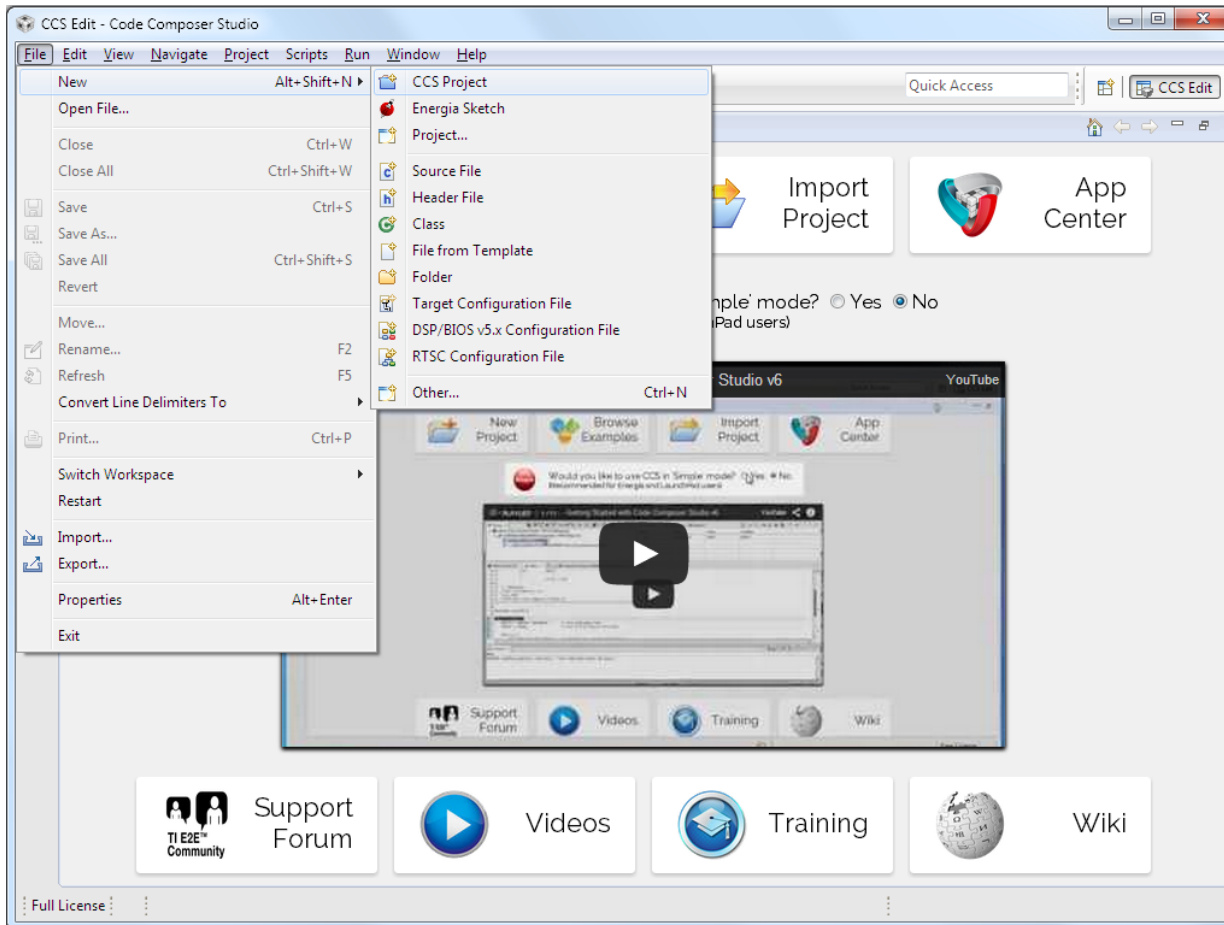 CCS Edit - Code Composer Studio
File Edit View Navigate Project Scripts Run Window Help
New Alt+Shift+N
Open File...
Close Ctrl+W
Close All Ctrl+Shift+W
Save Ctrl+S
Save As...
Save All Ctrl+Shift+S
Revert
Move...
Rename... F2
Refresh F5
Convert Line Delimiters To
Print... Ctrl+P
Switch Workspace
Restart
Import...
Export...
Properties Alt+Enter
Exit
CCS Project
Energia Sketch
Project...
Source File
Header File
Class
File from Template
Folder
Target Configuration File
DSP/BIOS v5.x Configuration File
RTSC Configuration File
Other... Ctrl+N
Quick Access
CCS Edit
Import
Project
App
Center
mode? Yes No
users)
Studio v6 YouTube
New
Project
Browse
Examples
Import
Project
App
Center
Would you like to use CCS in 'Simple' mode? Yes No
Support
Forum
Videos
Training
Wiki
TI E2E™
Community
Support
Forum
Videos
Training
Wiki
Full License